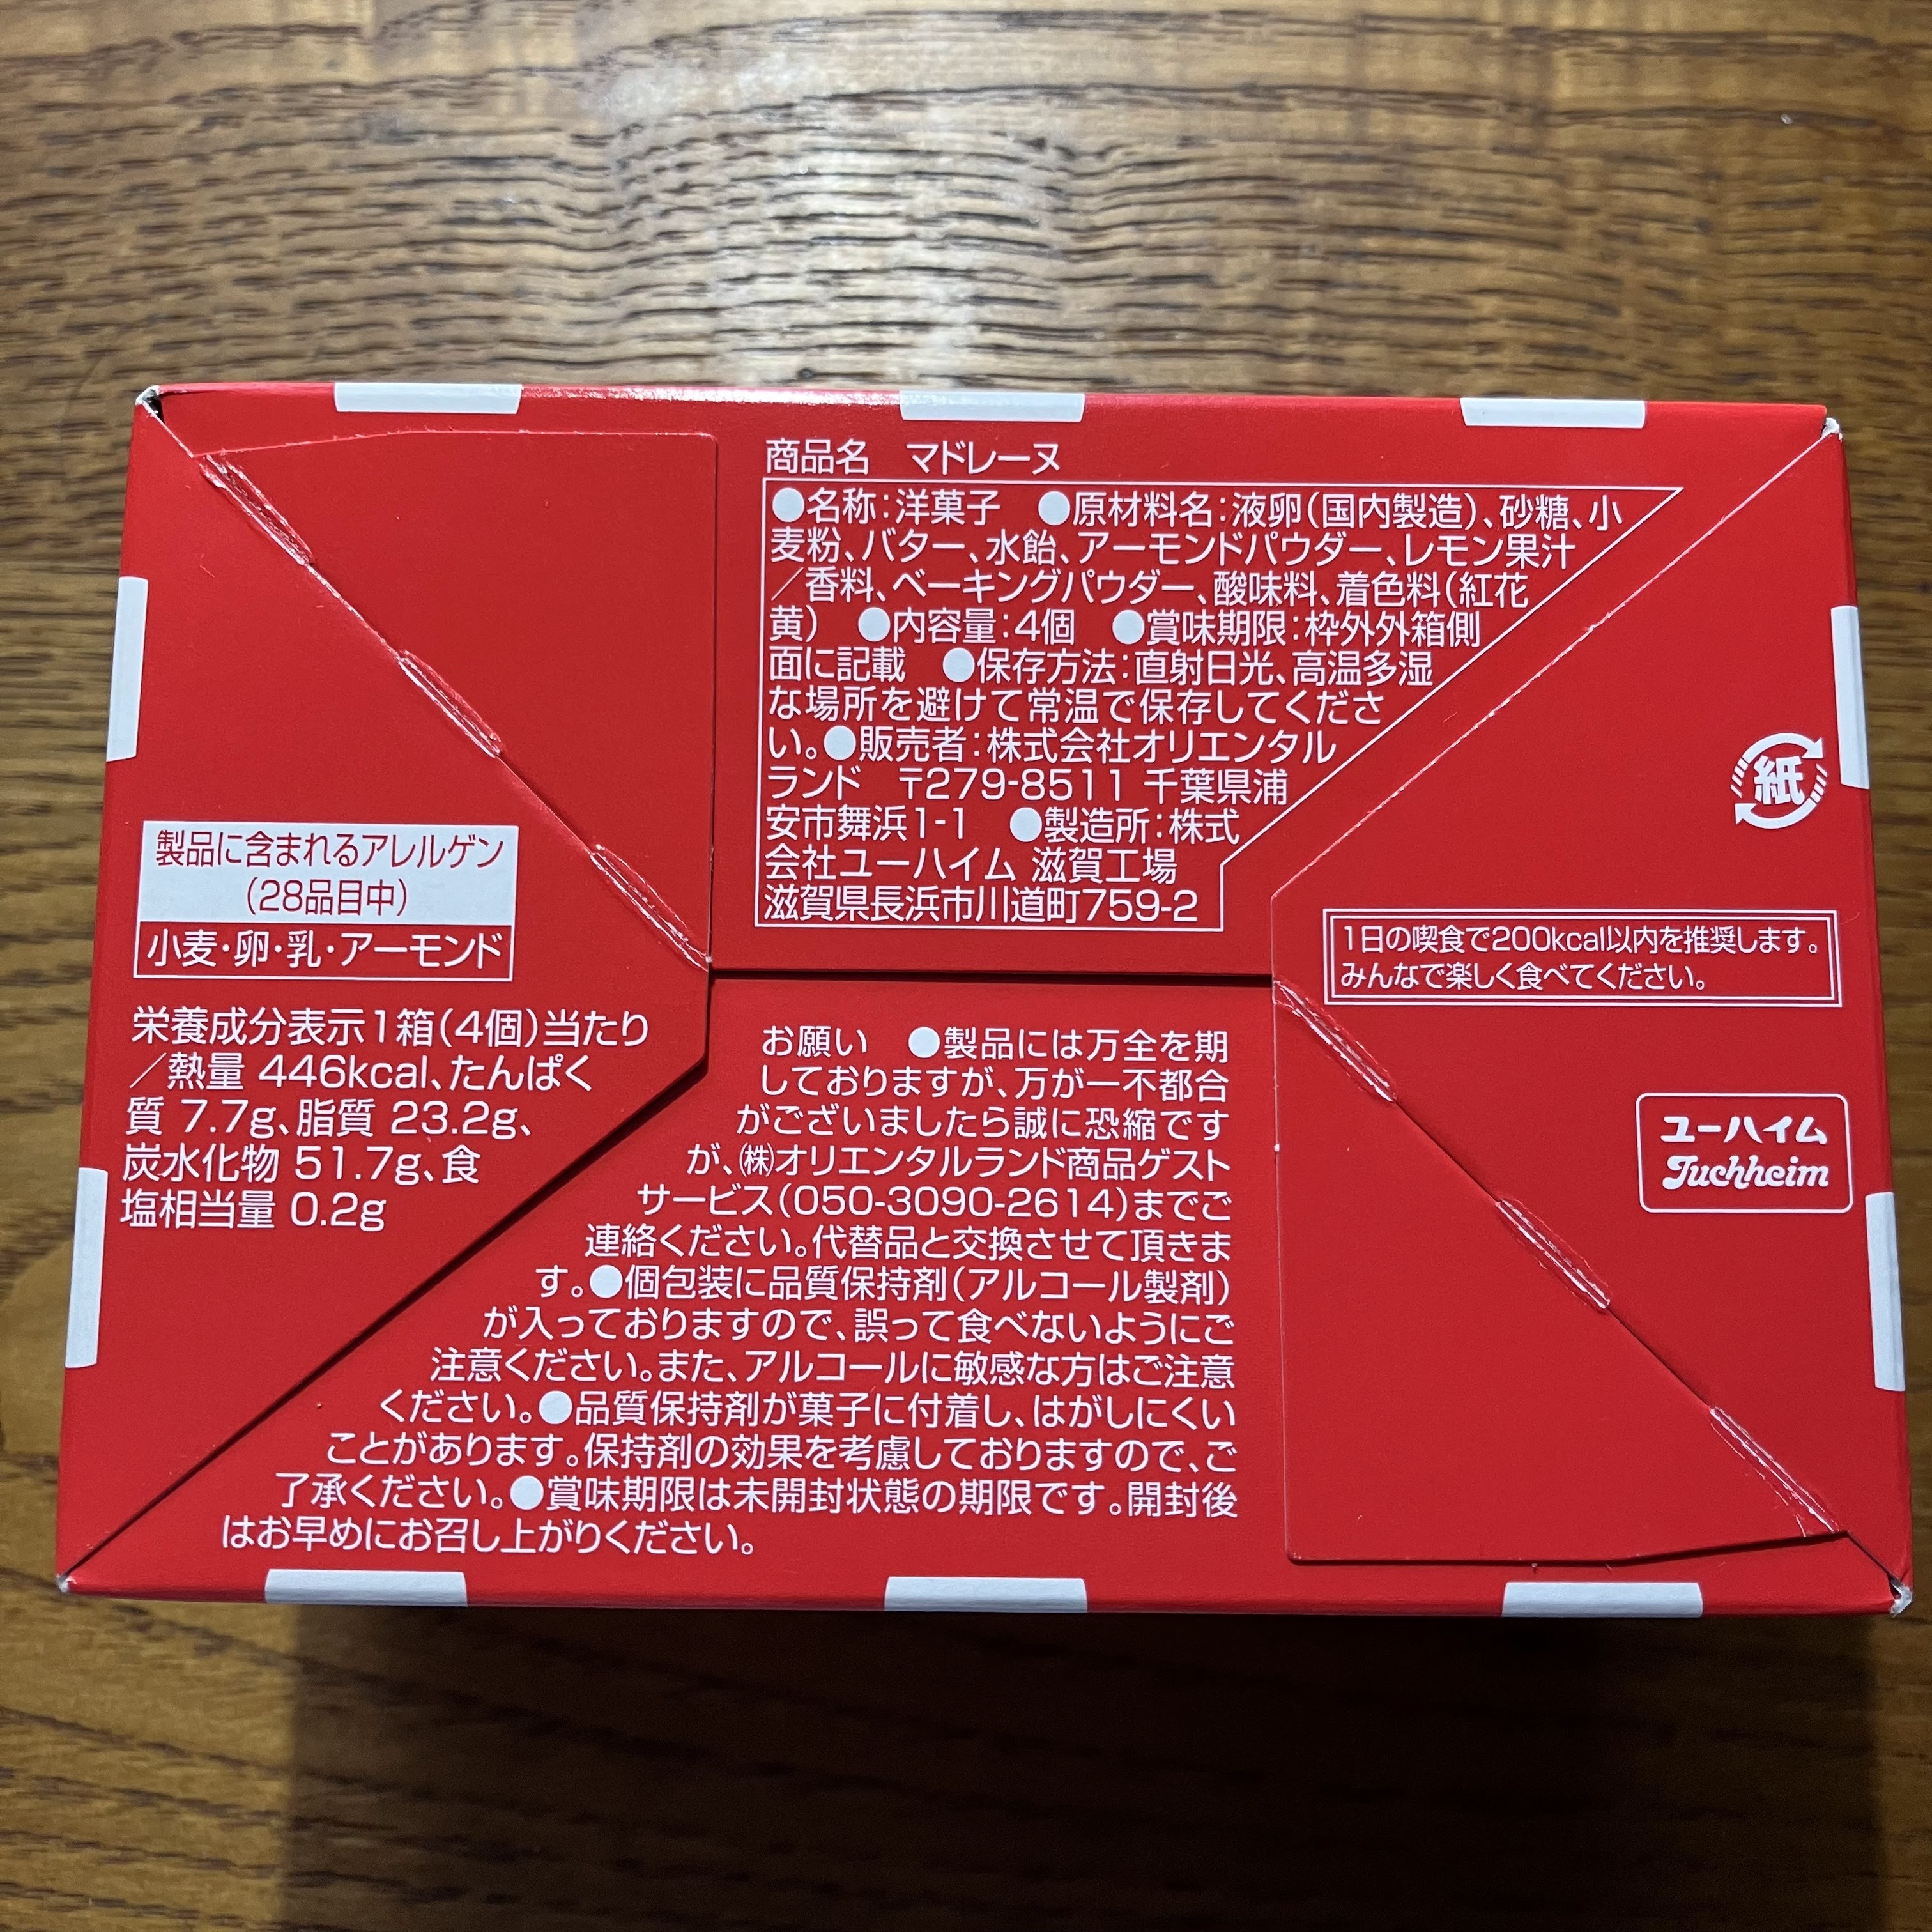 商品名　マドレーヌ
●名称：洋菓子　●原材料名：液卵（国内製造）、砂糖、小
麦粉、バター、水飴、アーモンドパウダー、レモン果汁
／香料、ベーキングパウダー、酸味料、着色料（紅花
黄）　●内容量：4個　●賞味期限：枠外外箱側
面に記載　●保存方法：直射日光、高温多湿
な場所を避けて常温で保存してくださ
い。●販売者：株式会社オリエンタル
ランド　〒279-8511 千葉県浦
安市舞浜1-1　●製造所：株式
会社ユーハイム 滋賀工場
滋賀県長浜市川道町759-2
製品に含まれるアレルゲン
（28品目中）
小麦・卵・乳・アーモンド
栄養成分表示1箱（4個）当たり
／熱量 446kcal、たんぱく
質 7.7g、脂質 23.2g、
炭水化物 51.7g、食
塩相当量 0.2g
お願い　●製品には万全を期
しておりますが、万が一不都合
がございましたら誠に恐縮です
が、㈱オリエンタルランド商品ゲスト
サービス（050-3090-2614）までご
連絡ください。代替品と交換させて頂きま
す。●個包装に品質保持剤（アルコール製剤）
が入っておりますので、誤って食べないようにご
注意ください。また、アルコールに敏感な方はご注意
ください。●品質保持剤が菓子に付着し、はがしにくい
ことがあります。保持剤の効果を考慮しておりますので、ご
了承ください。●賞味期限は未開封状態の期限です。開封後
はお早めにお召し上がりください。
紙
1日の喫食で200kcal以内を推奨します。
みんなで楽しく食べてください。
ユーハイム
Juchheim